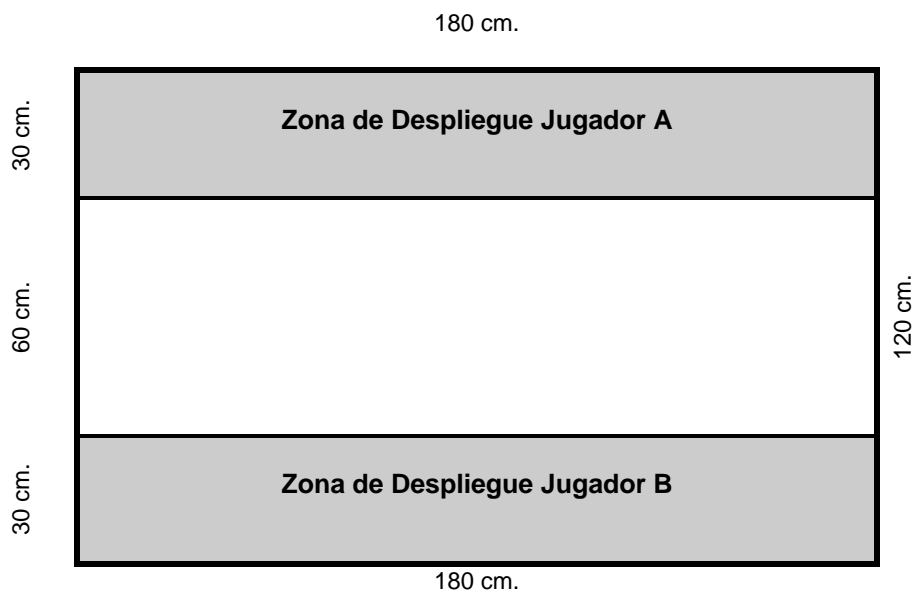 180 cm.
30 cm.
Zona de Despliegue Jugador A
60 cm.
120 cm.
30 cm.
Zona de Despliegue Jugador B
180 cm.